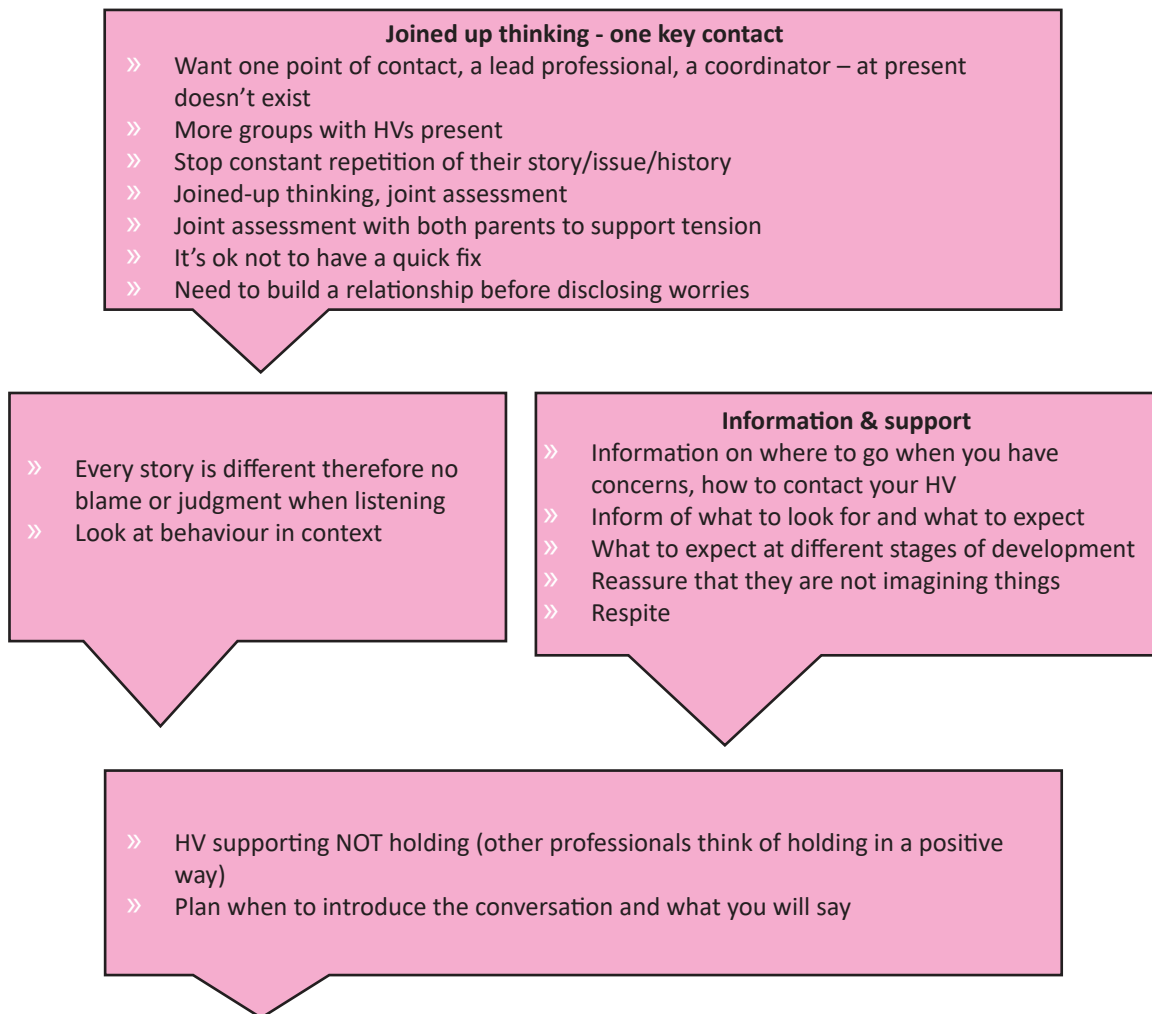 Joined up thinking - one key contact
» Want one point of contact, a lead professional, a coordinator – at present
doesn't exist
» More groups with HVs present
» Stop constant repetition of their story/issue/history
» Joined-up thinking, joint assessment
» Joint assessment with both parents to support tension
» It's ok not to have a quick fix
» Need to build a relationship before disclosing worries
» Every story is different therefore no
blame or judgment when listening
» Look at behaviour in context
Information & support
» Information on where to go when you have
concerns, how to contact your HV
» Inform of what to look for and what to expect
» What to expect at different stages of development
» Reassure that they are not imagining things
» Respite
» HV supporting NOT holding (other professionals think of holding in a positive
way)
» Plan when to introduce the conversation and what you will say